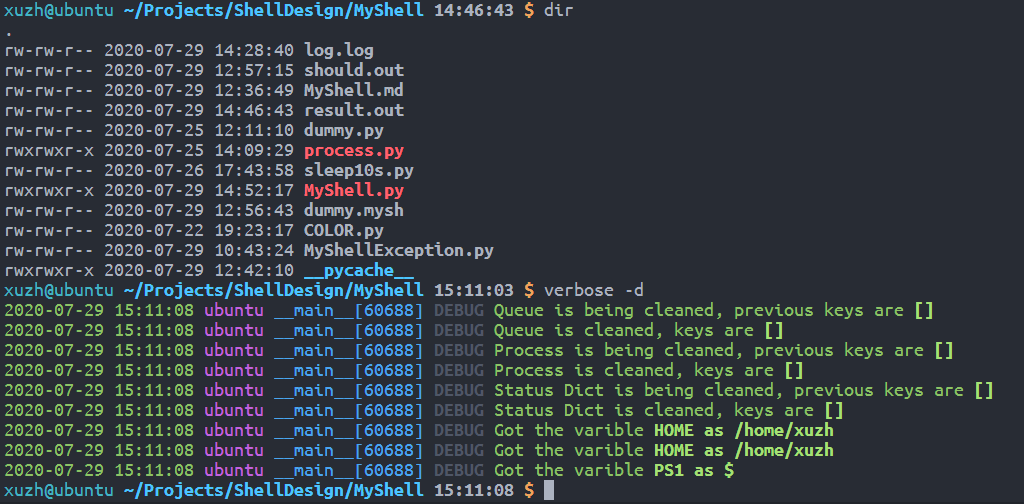 xuzh@ubuntu ~/Projects/ShellDesign/MyShell 14:46:43 $ dir
.
rw-rw-r-- 2020-07-29 14:28:40 log.log
rw-rw-r-- 2020-07-29 12:57:15 should.out
rw-rw-r-- 2020-07-29 12:36:49 MyShell.md
rw-rw-r-- 2020-07-29 14:46:43 result.out
rw-rw-r-- 2020-07-25 12:11:10 dummy.py
rwxrwxr-x 2020-07-25 14:09:29 process.py
rw-rw-r-- 2020-07-26 17:43:58 sleep10s.py
rwxrwxr-x 2020-07-29 14:52:17 MyShell.py
rw-rw-r-- 2020-07-29 12:56:43 dummy.mysh
rw-rw-r-- 2020-07-22 19:23:17 COLOR.py
rw-rw-r-- 2020-07-29 10:43:24 MyShellException.py
rwxrwxr-x 2020-07-29 12:42:10 __pycache__
xuzh@ubuntu ~/Projects/ShellDesign/MyShell 15:11:03 $ verbose -d
2020-07-29 15:11:08 ubuntu __main__[60688] DEBUG Queue is being cleaned, previous keys are []
2020-07-29 15:11:08 ubuntu __main__[60688] DEBUG Queue is cleaned, keys are []
2020-07-29 15:11:08 ubuntu __main__[60688] DEBUG Process is being cleaned, previous keys are []
2020-07-29 15:11:08 ubuntu __main__[60688] DEBUG Process is cleaned, keys are []
2020-07-29 15:11:08 ubuntu __main__[60688] DEBUG Status Dict is being cleaned, previous keys are []
2020-07-29 15:11:08 ubuntu __main__[60688] DEBUG Status Dict is cleaned, keys are []
2020-07-29 15:11:08 ubuntu __main__[60688] DEBUG Got the varible HOME as /home/xuzh
2020-07-29 15:11:08 ubuntu __main__[60688] DEBUG Got the varible HOME as /home/xuzh
2020-07-29 15:11:08 ubuntu __main__[60688] DEBUG Got the varible PS1 as $
xuzh@ubuntu ~/Projects/ShellDesign/MyShell 15:11:08 $